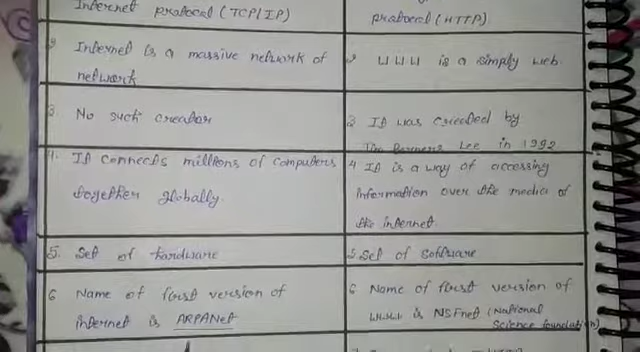 Internet protocol (TCP/IP)
protocol (HTTP)
Internet is a massive network of
network
2 WWW is a simply web.
3 No such creator
3 It was created by
Tim Berners Lee in 1992
4. It connects millions of computers
together globally.
4 It is a way of accessing
information over the media of
the internet.
5. Set of hardware
5 Set of software
6 Name of first version of
internet is ARPANet
6 Name of first version of
WWW is NSFnet (National
Science foundation)